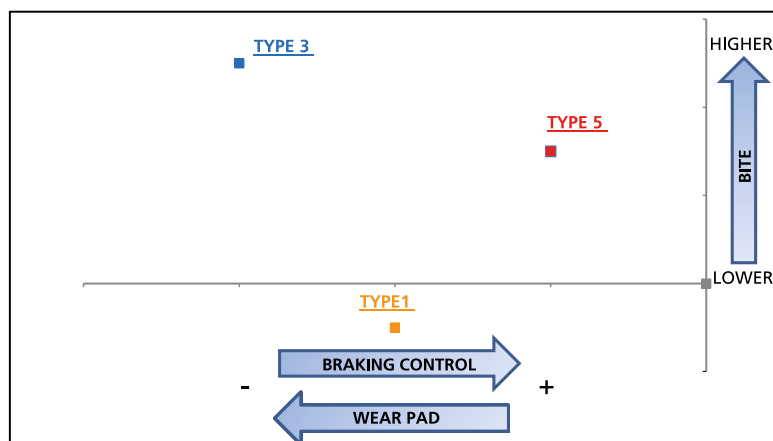 TYPE 3
HIGHER
TYPE 5
BITE
LOWER
TYPE1
BRAKING CONTROL
- +
WEAR PAD